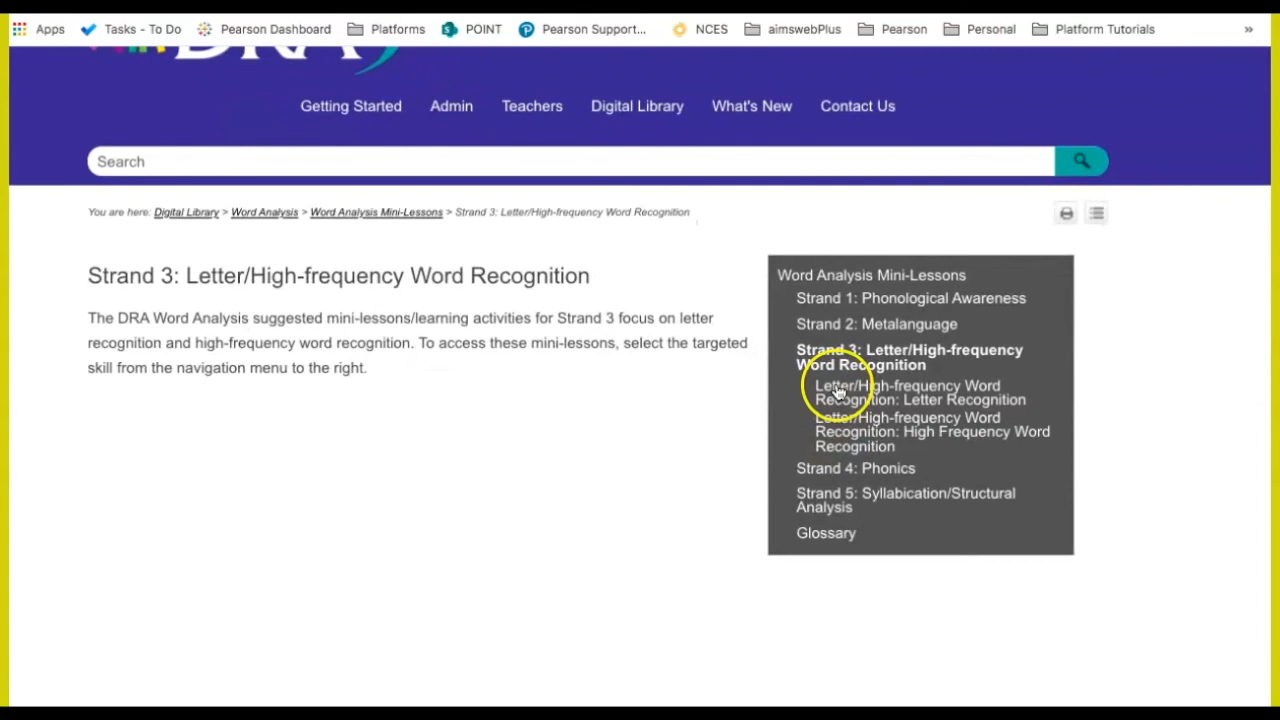 Apps Tasks - To Do Pearson Dashboard Platforms POINT Pearson Support... NCES aimswebPlus Pearson Personal Platform Tutorials »
DRA
Getting Started Admin Teachers Digital Library What's New Contact Us
Search
You are here: Digital Library > Word Analysis > Word Analysis Mini-Lessons > Strand 3: Letter/High-frequency Word Recognition
Strand 3: Letter/High-frequency Word Recognition
The DRA Word Analysis suggested mini-lessons/learning activities for Strand 3 focus on letter
recognition and high-frequency word recognition. To access these mini-lessons, select the targeted
skill from the navigation menu to the right.
Word Analysis Mini-Lessons
Strand 1: Phonological Awareness
Strand 2: Metalanguage
Strand 3: Letter/High-frequency
Word Recognition
Letter/High-frequency Word
Recognition: Letter Recognition
Letter/High-frequency Word
Recognition: High Frequency Word
Recognition
Strand 4: Phonics
Strand 5: Syllabication/Structural
Analysis
Glossary